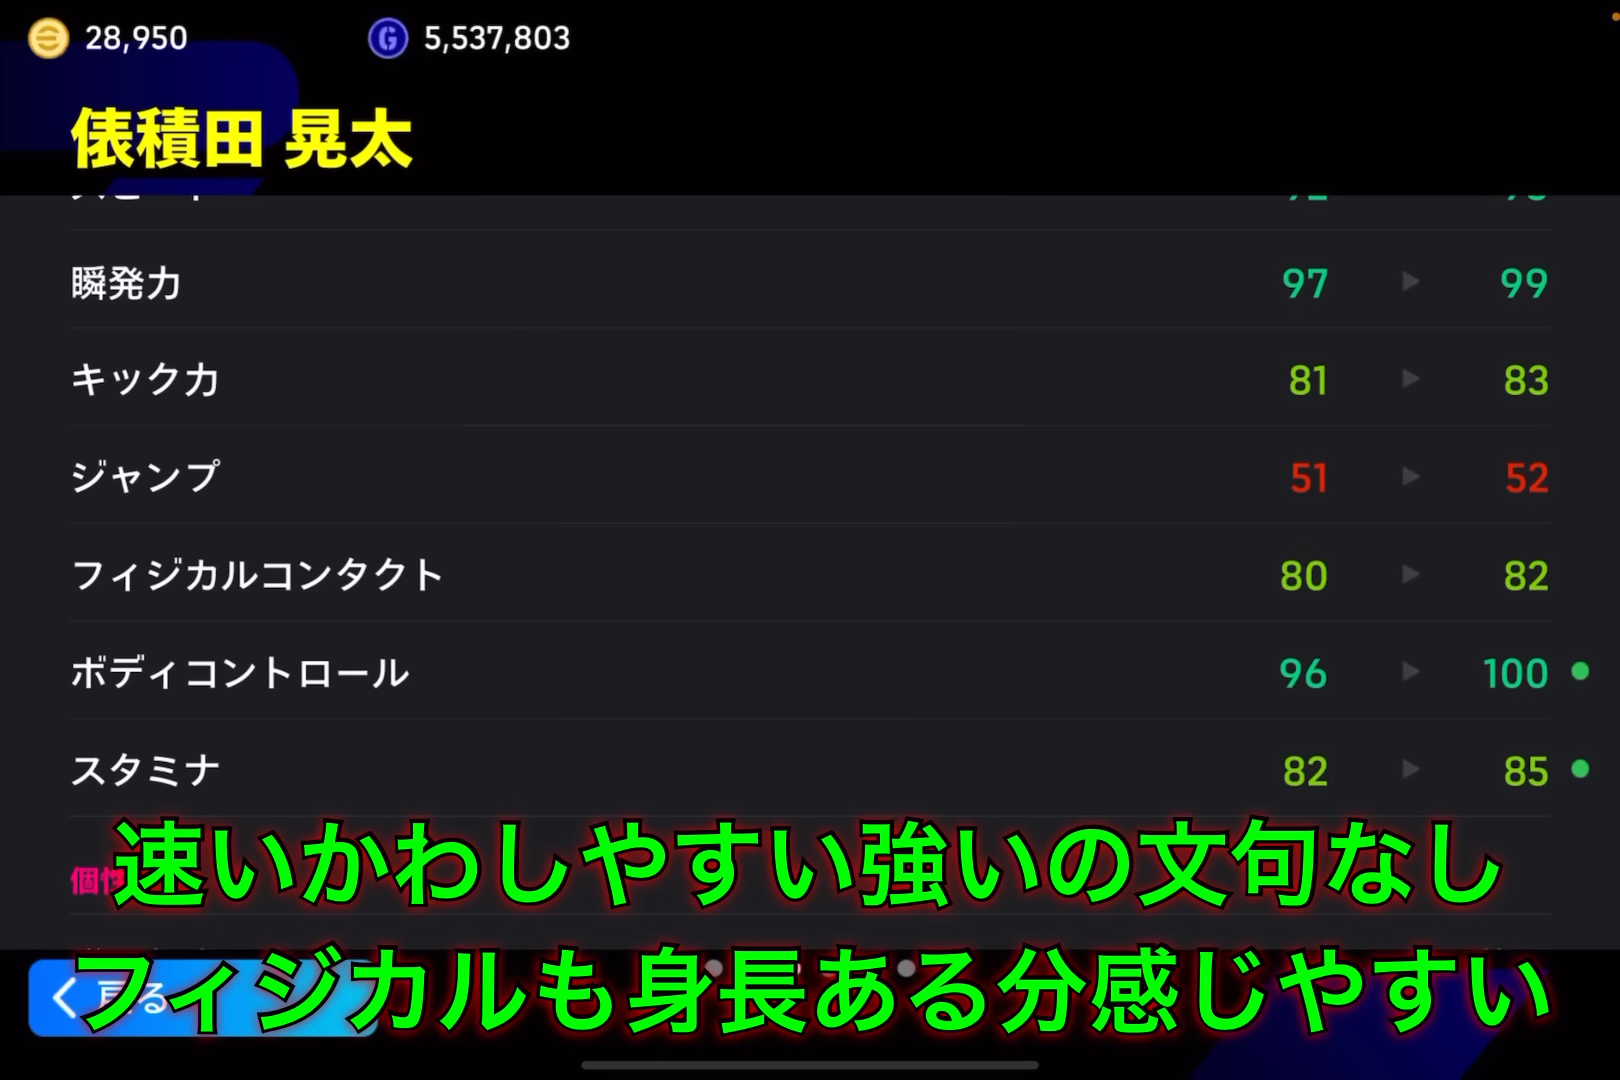 28,950 5,537,803
俵積田 晃太
瞬発力 97 99
キック力 81 83
ジャンプ 51 52
フィジカルコンタクト 80 82
ボディコントロール 96 100
スタミナ 82 85
速いかわしやすい強いの文句なし
フィジカルも身長ある分感じやすい
戻る